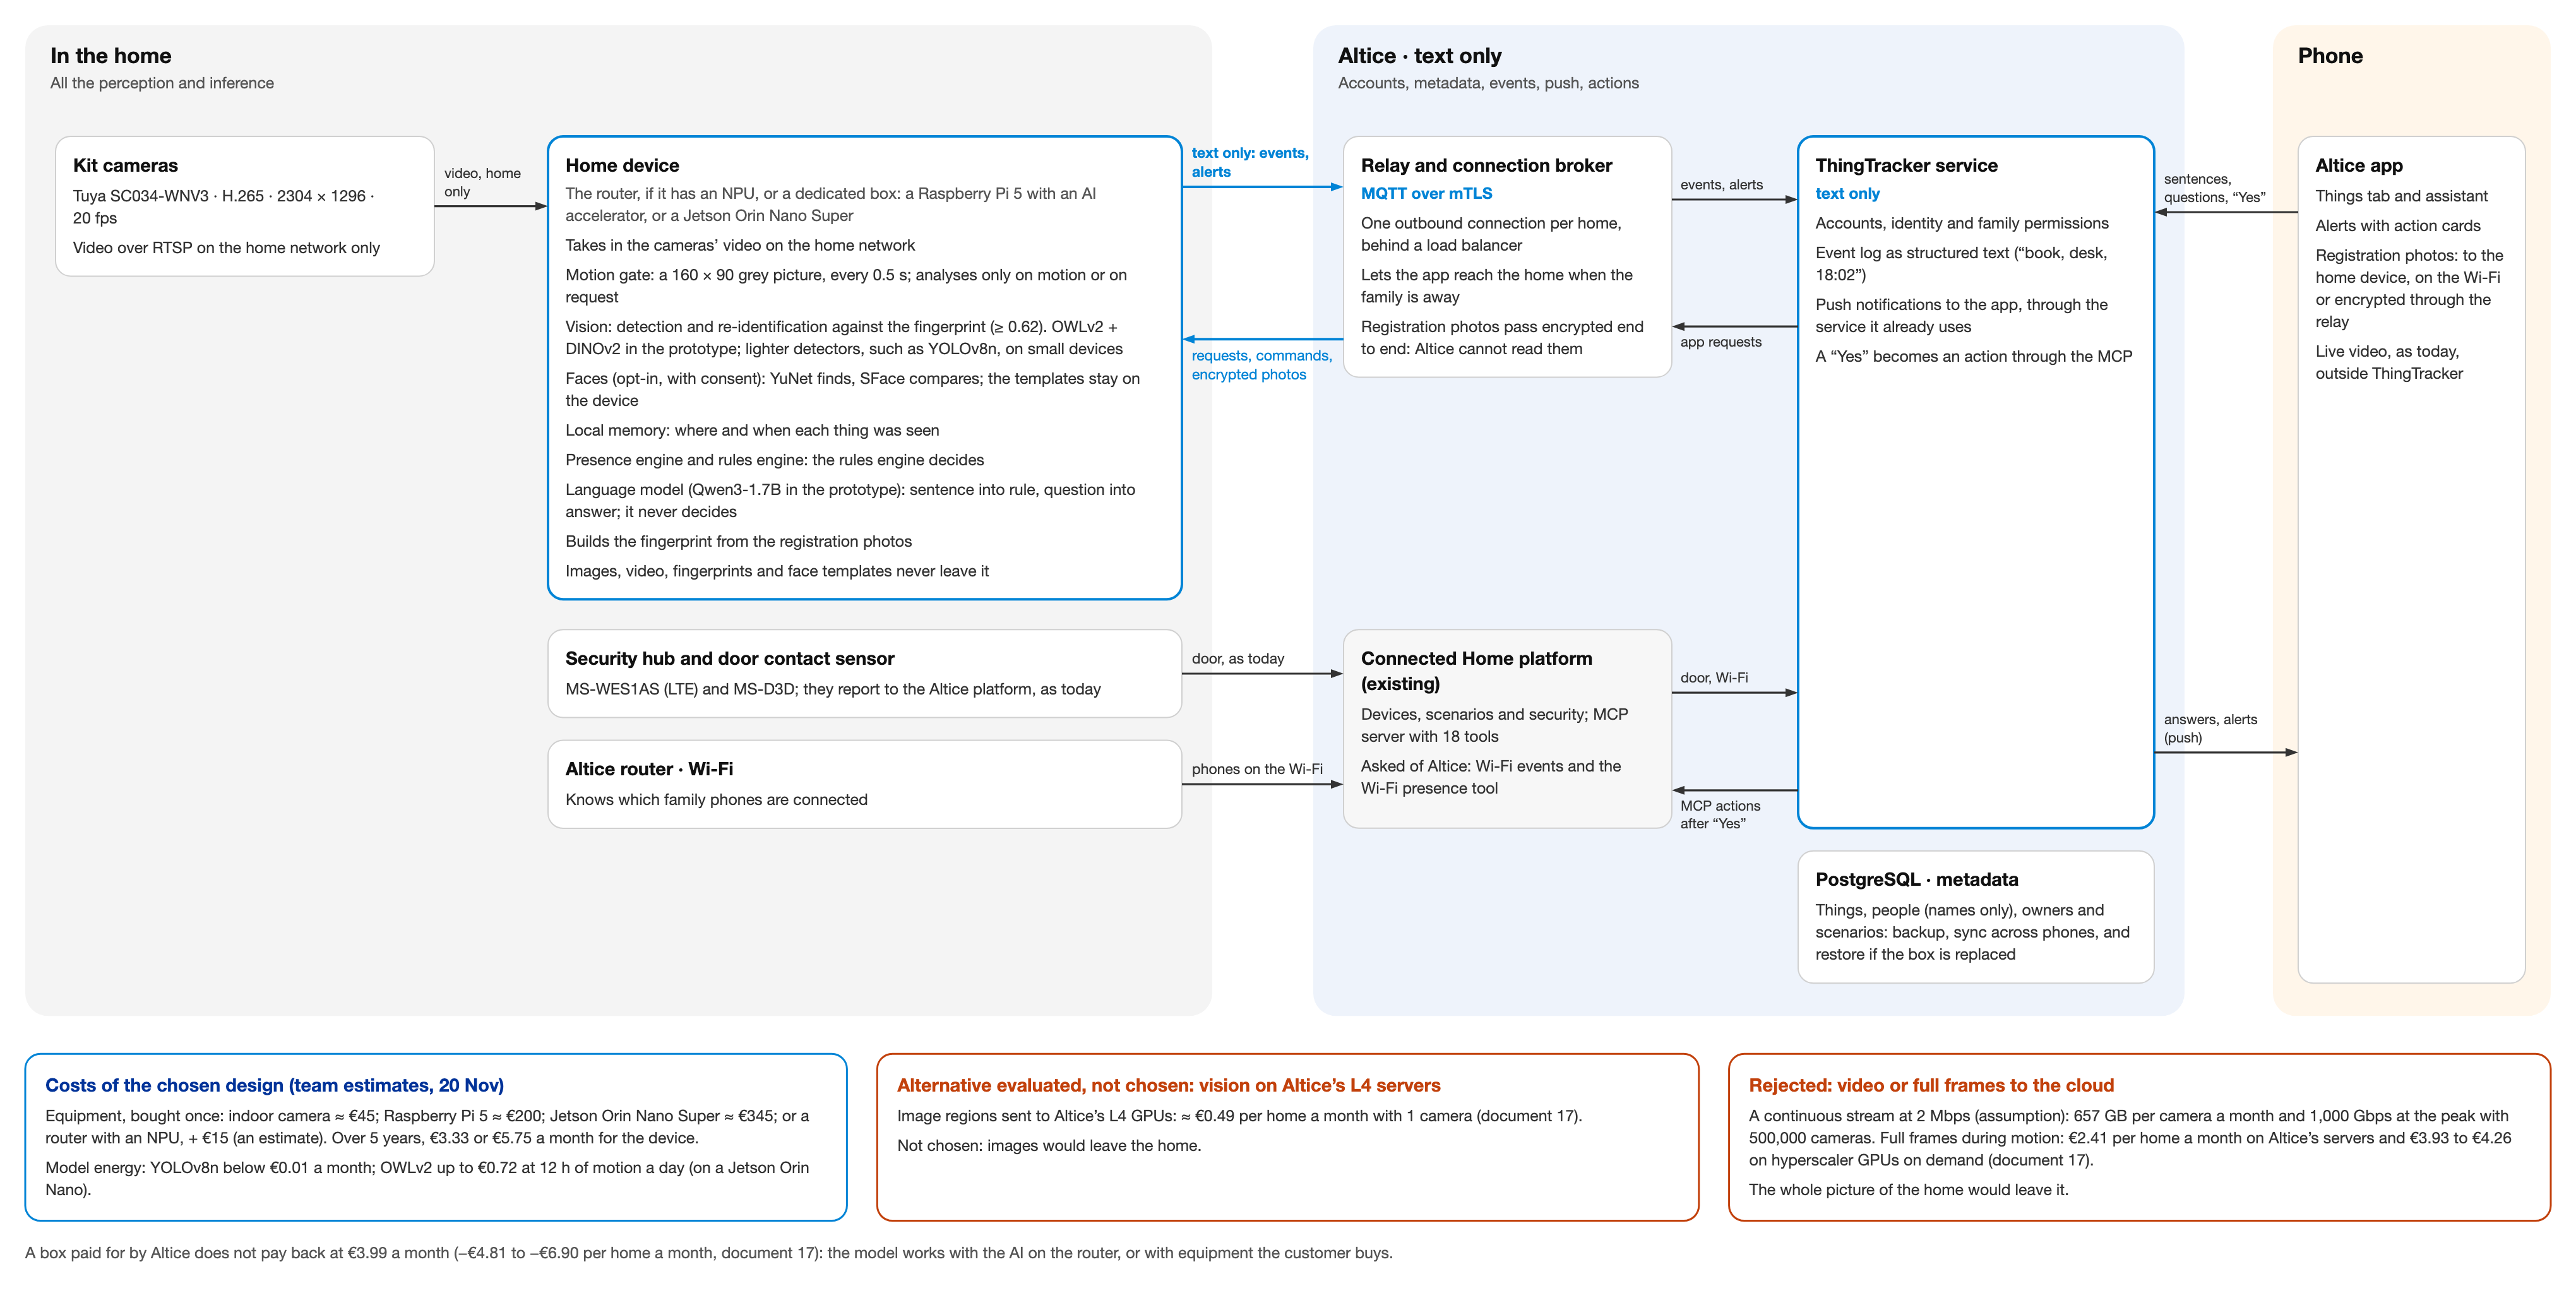 In the home
All the perception and inference
Kit cameras
Tuya SC034-WNV3 · H.265 · 2304 × 1296 ·
20 fps
Video over RTSP on the home network only
video, home
only
Home device
The router, if it has an NPU, or a dedicated box: a Raspberry Pi 5 with an AI
accelerator, or a Jetson Orin Nano Super
Takes in the cameras’ video on the home network
Motion gate: a 160 × 90 grey picture, every 0.5 s; analyses only on motion or on
request
Vision: detection and re-identification against the fingerprint (≥ 0.62). OWLv2 +
DINOv2 in the prototype; lighter detectors, such as YOLOv8n, on small devices
Faces (opt-in, with consent): YuNet finds, SFace compares; the templates stay on
the device
Local memory: where and when each thing was seen
Presence engine and rules engine: the rules engine decides
Language model (Qwen3-1.7B in the prototype): sentence into rule, question into
answer; it never decides
Builds the fingerprint from the registration photos
Images, video, fingerprints and face templates never leave it
Security hub and door contact sensor
MS-WES1AS (LTE) and MS-D3D; they report to the Altice platform, as today
Altice router · Wi-Fi
Knows which family phones are connected
text only: events,
alerts
requests, commands,
encrypted photos
door, as today
phones on the Wi-Fi
Altice · text only
Accounts, metadata, events, push, actions
Relay and connection broker
MQTT over mTLS
One outbound connection per home,
behind a load balancer
Lets the app reach the home when the
family is away
Registration photos pass encrypted end
to end: Altice cannot read them
Connected Home platform
(existing)
Devices, scenarios and security; MCP
server with 18 tools
Asked of Altice: Wi-Fi events and the
Wi-Fi presence tool
events, alerts
app requests
door, Wi-Fi
MCP actions
after “Yes”
ThingTracker service
text only
Accounts, identity and family permissions
Event log as structured text (“book, desk,
18:02”)
Push notifications to the app, through the
service it already uses
A “Yes” becomes an action through the MCP
PostgreSQL · metadata
Things, people (names only), owners and
scenarios: backup, sync across phones, and
restore if the box is replaced
sentences,
questions, “Yes”
answers, alerts
(push)
Phone
Altice app
Things tab and assistant
Alerts with action cards
Registration photos: to the
home device, on the Wi-Fi
or encrypted through the
relay
Live video, as today,
outside ThingTracker
Costs of the chosen design (team estimates, 20 Nov)
Equipment, bought once: indoor camera ≈ €45; Raspberry Pi 5 ≈ €200; Jetson Orin Nano Super ≈ €345; or a
router with an NPU, + €15 (an estimate). Over 5 years, €3.33 or €5.75 a month for the device.
Model energy: YOLOv8n below €0.01 a month; OWLv2 up to €0.72 at 12 h of motion a day (on a Jetson Orin
Nano).
Alternative evaluated, not chosen: vision on Altice’s L4 servers
Image regions sent to Altice’s L4 GPUs: ≈ €0.49 per home a month with 1 camera (document 17).
Not chosen: images would leave the home.
Rejected: video or full frames to the cloud
A continuous stream at 2 Mbps (assumption): 657 GB per camera a month and 1,000 Gbps at the peak with
500,000 cameras. Full frames during motion: €2.41 per home a month on Altice’s servers and €3.93 to €4.26
on hyperscaler GPUs on demand (document 17).
The whole picture of the home would leave it.
A box paid for by Altice does not pay back at €3.99 a month (−€4.81 to −€6.90 per home a month, document 17): the model works with the AI on the router, or with equipment the customer buys.